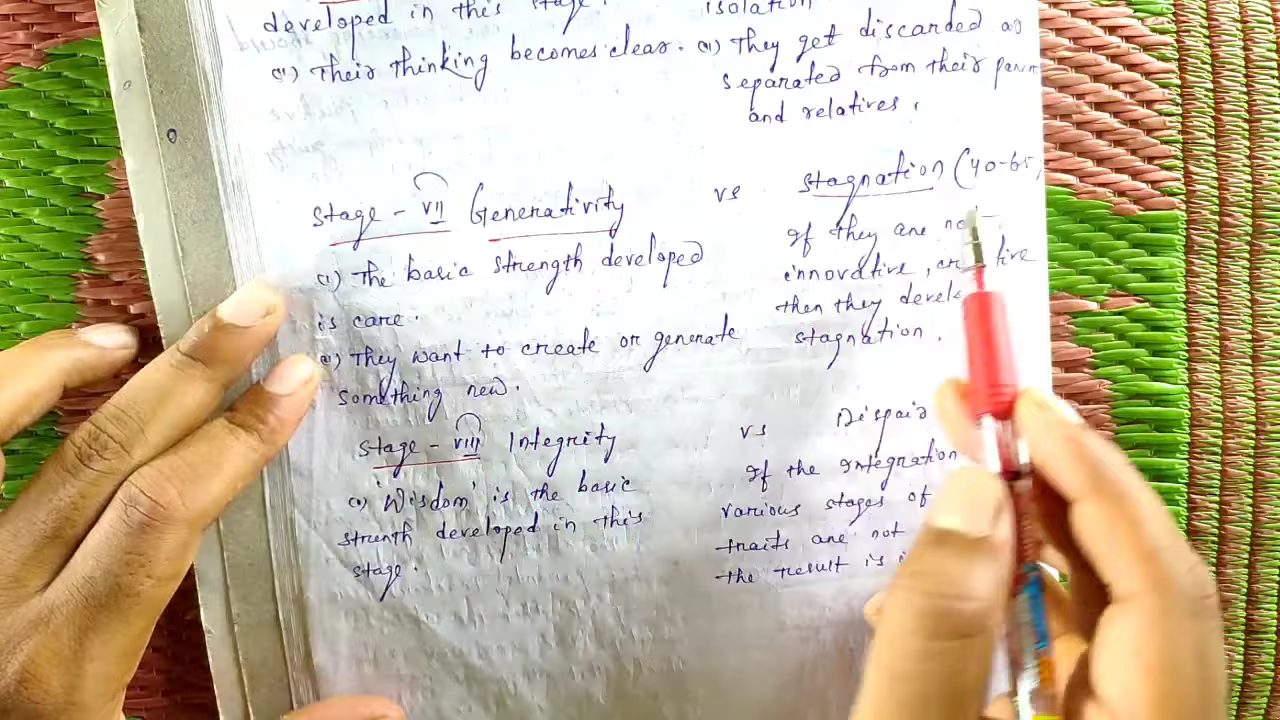 developed in this stage. isolation
(ii) Their thinking becomes clear. (ii) They get discarded as
separated from their
and relatives.
Stage - VII Generativity vs Stagnation (40-65,
(i) The basic strength developed
is care.
(ii) They want to create or generate
something new.
If they are not
innovative,
then they
stagnation.
Stage - VIII Integrity vs Despair
(i) 'Wisdom' is the basic
strenth developed in this
stage.
If the integration
various stages of
traits are not
the result is